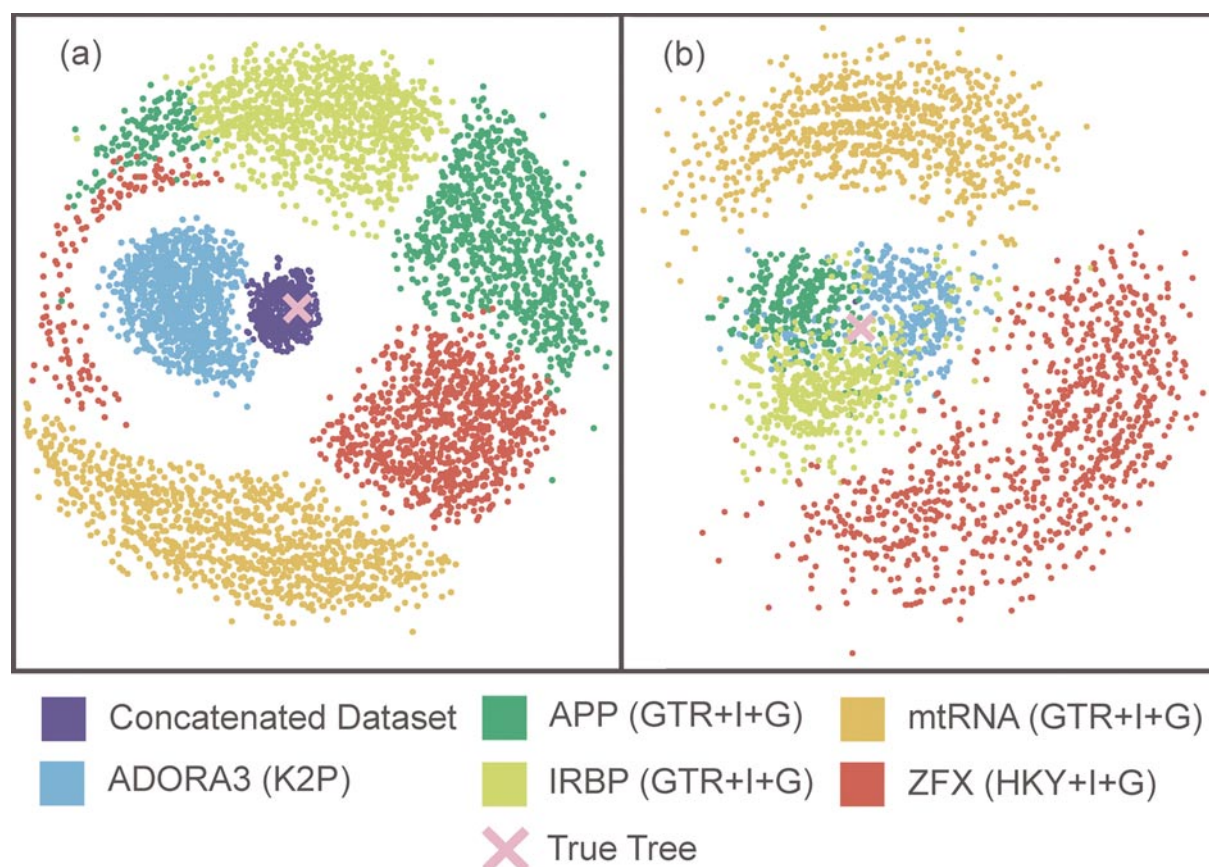 (a)
(b)
Concatenated Dataset
APP (GTR+I+G)
mtRNA (GTR+I+G)
ADORA3 (K2P)
IRBP (GTR+I+G)
ZFX (HKY+I+G)
True Tree